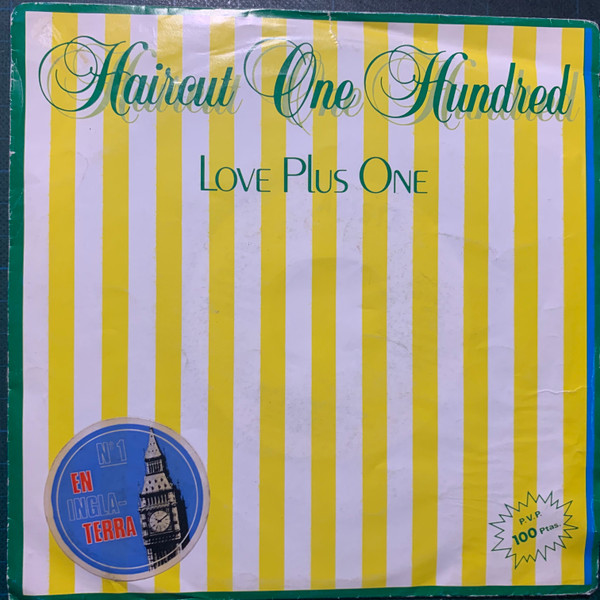 Haircut One Hundred
Love Plus One
Nº1
EN
INGLA-
TERRA
P.V.P.
100 Ptas.